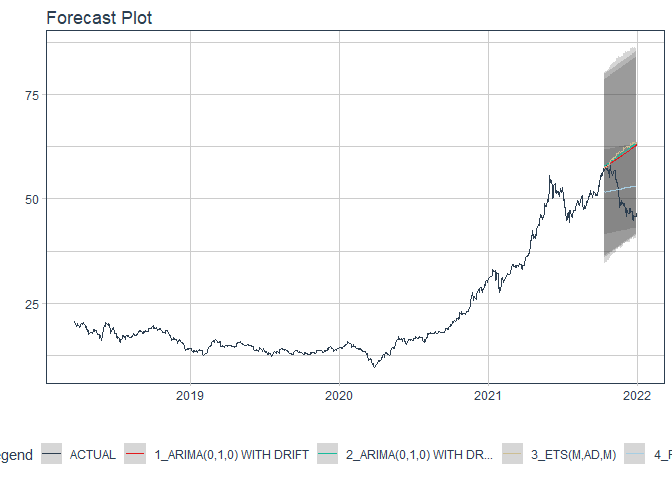 Forecast Plot
75
50
25
2019 2020 2021 2022
egend ACTUAL 1_ARIMA(0,1,0) WITH DRIFT 2_ARIMA(0,1,0) WITH DR... 3_ETS(M,AD,M) 4_F